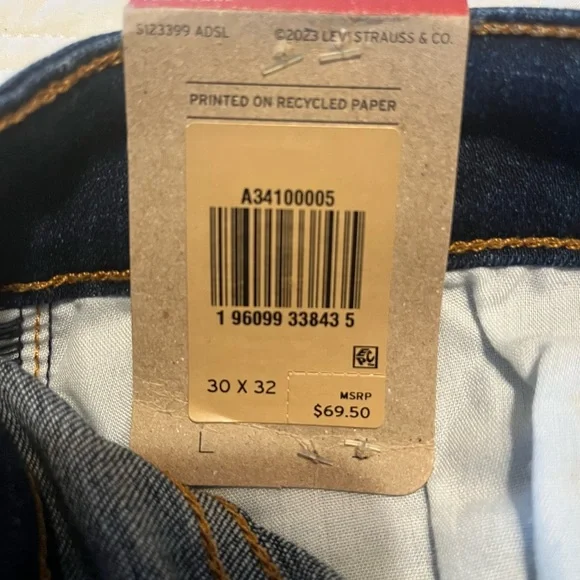 S123399 ADSL ©2023 LEVI STRAUSS & CO.
PRINTED ON RECYCLED PAPER
A34100005
1 96099 33843 5
30 X 32
MSRP
$69.50
L